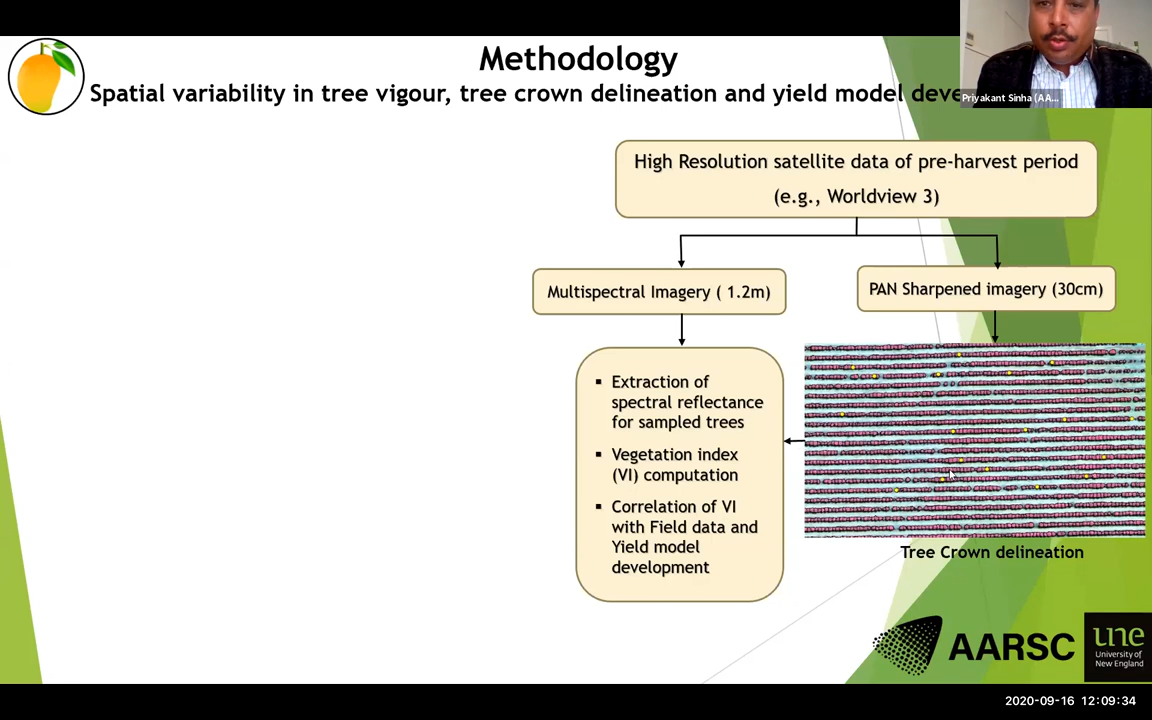 Methodology
Spatial variability in tree vigour, tree crown delineation and yield model deve
Priyakant Sinha (AA...
High Resolution satellite data of pre-harvest period
(e.g., Worldview 3)
Multispectral Imagery ( 1.2m)
PAN Sharpened imagery (30cm)
▪ Extraction of
spectral reflectance
for sampled trees
▪ Vegetation index
(VI) computation
▪ Correlation of VI
with Field data and
Yield model
development
Tree Crown delineation
AARSC
une
University of
New England
2020-09-16 12:09:34